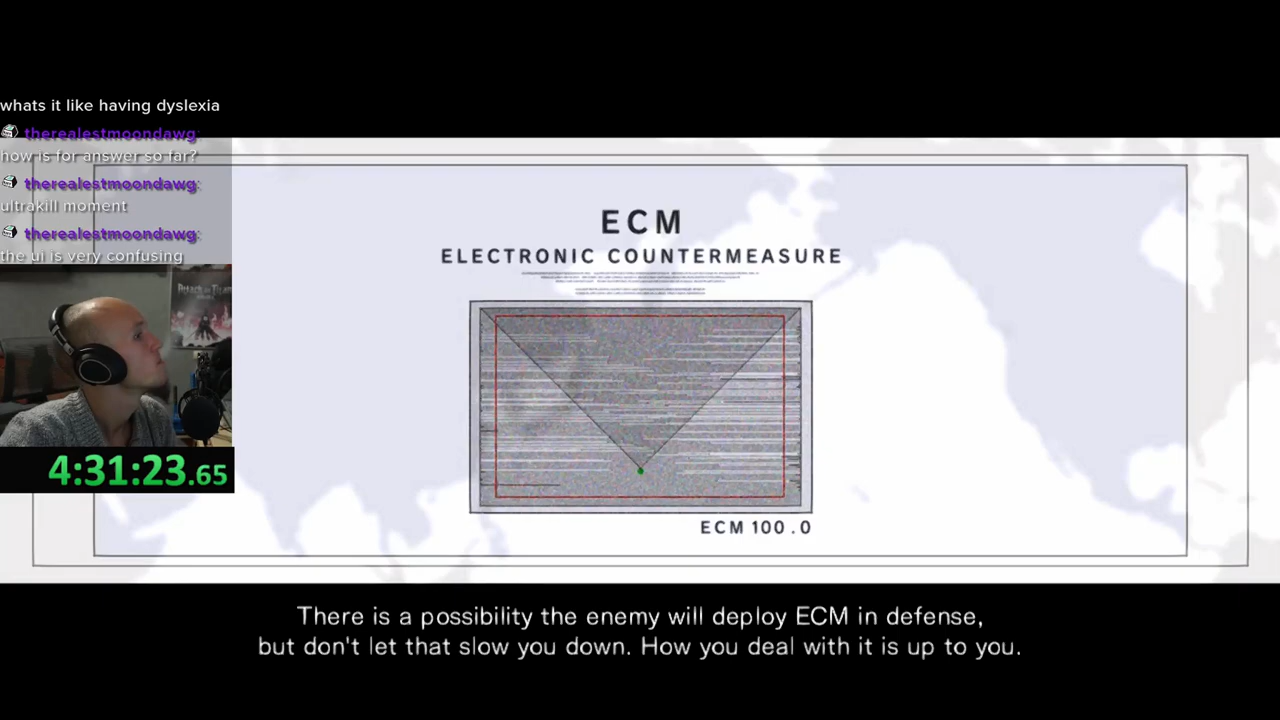 whats it like having dyslexia
therealestmoondawg:
how is for answer so far?
therealestmoondawg:
ultrakill moment
therealestmoondawg:
the ui is very confusing
Attack on Titan
4:31:23.65
ECM
ELECTRONIC COUNTERMEASURE
ECM 100.0
There is a possibility the enemy will deploy ECM in defense,
but don't let that slow you down. How you deal with it is up to you.